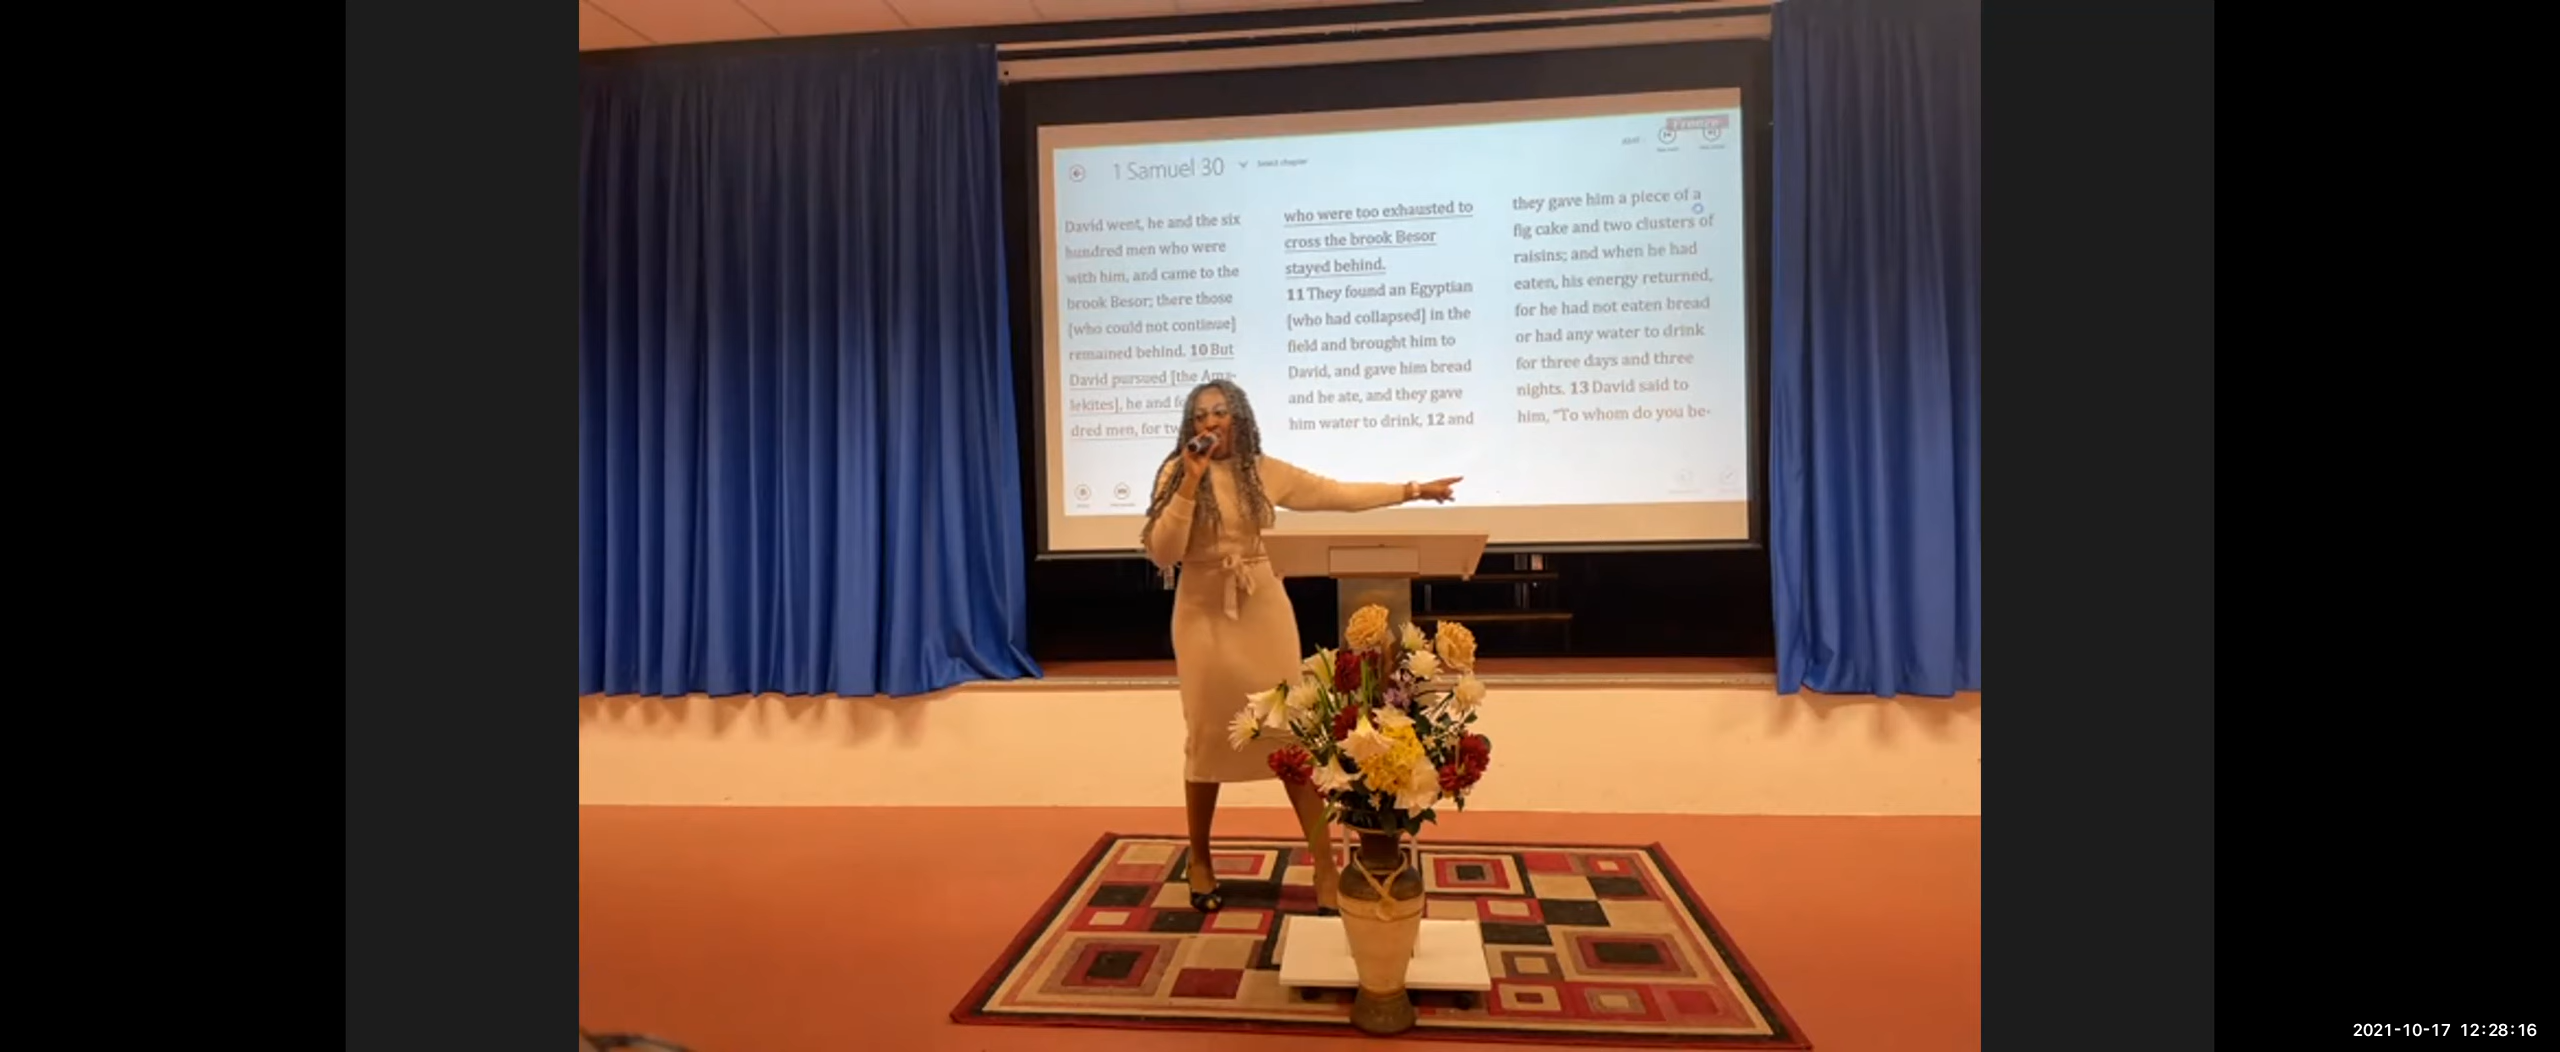 1 Samuel 30
Select chapter
Freeze
David went, he and the six
hundred men who were
with him, and came to the
brook Besor; there those
[who could not continue]
remained behind. 10 But
David pursued [the Ama-
lekites], he and fo
dred men, for tw
who were too exhausted to
cross the brook Besor
stayed behind.
11 They found an Egyptian
[who had collapsed] in the
field and brought him to
David, and gave him bread
and he ate, and they gave
him water to drink, 12 and
they gave him a piece of a
fig cake and two clusters of
raisins; and when he had
eaten, his energy returned,
for he had not eaten bread
or had any water to drink
for three days and three
nights. 13 David said to
him, "To whom do you be-
2021-10-17 12:28:16